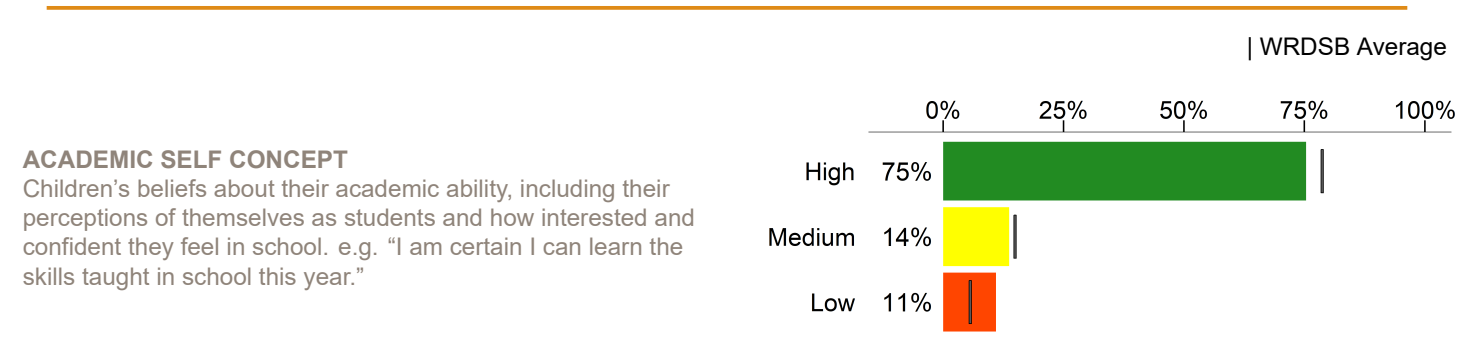 | WRDSB Average
0% 25% 50% 75% 100%
ACADEMIC SELF CONCEPT
Children’s beliefs about their academic ability, including their
perceptions of themselves as students and how interested and
confident they feel in school. e.g. “I am certain I can learn the
skills taught in school this year.”
High 75%
Medium 14%
Low 11%